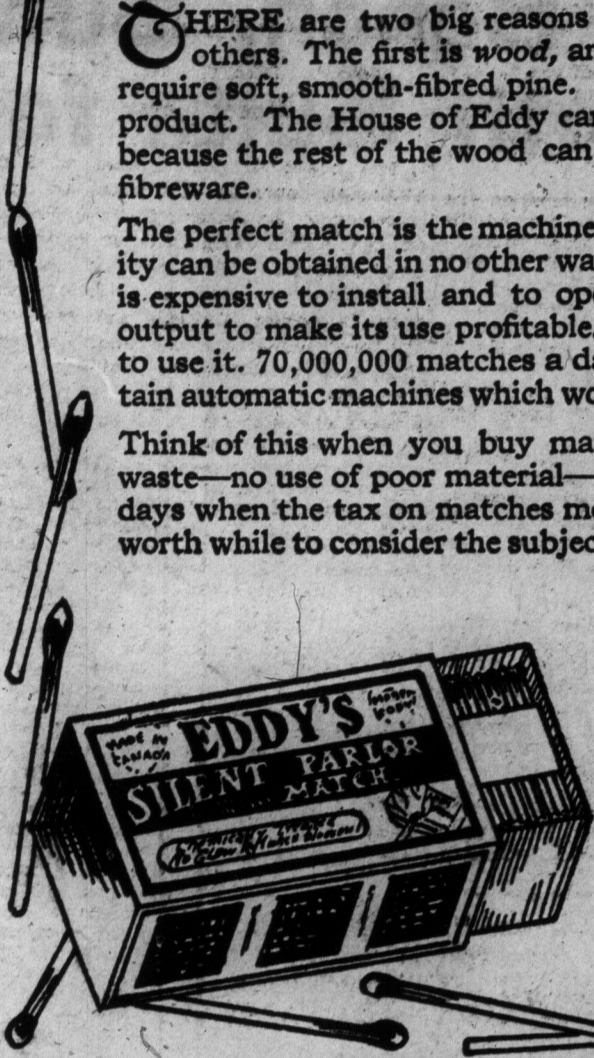 THERE are two big reasons
others. The first is wood, an
require soft, smooth-fibred pine.
product. The House of Eddy can
because the rest of the wood can
fibreware.
The perfect match is the machine
ity can be obtained in no other wa
is expensive to install and to ope
output to make its use profitable.
to use it. 70,000,000 matches a da
tain automatic machines which wo
Think of this when you buy ma
waste—no use of poor material—
days when the tax on matches me
worth while to consider the subjec
MADE IN
CANADA
EDDY'S
SILENT PARLOR
MATCH